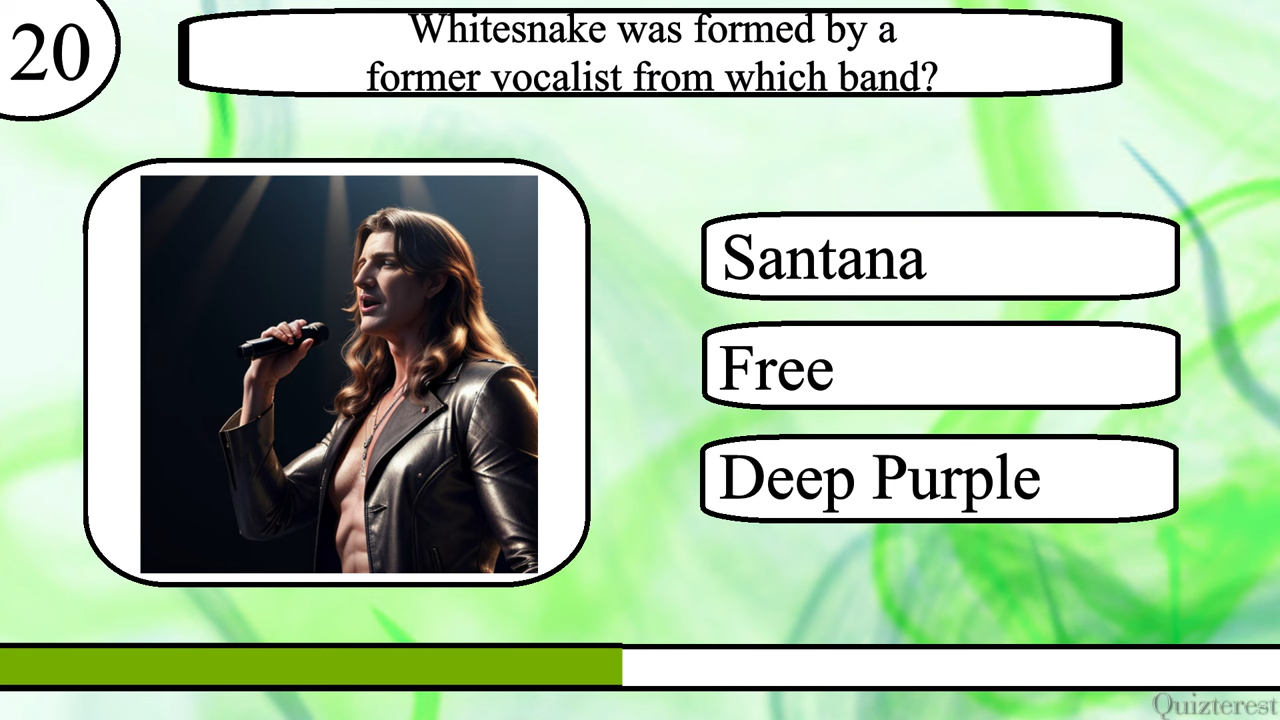 20
Whitesnake was formed by a
former vocalist from which band?
Santana
Free
Deep Purple
Quizterest